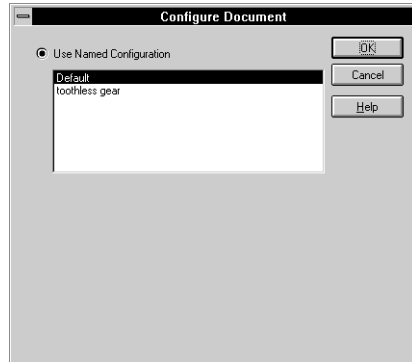 Configure Document
Use Named Configuration
OK
Default
Cancel
toothless gear
Help